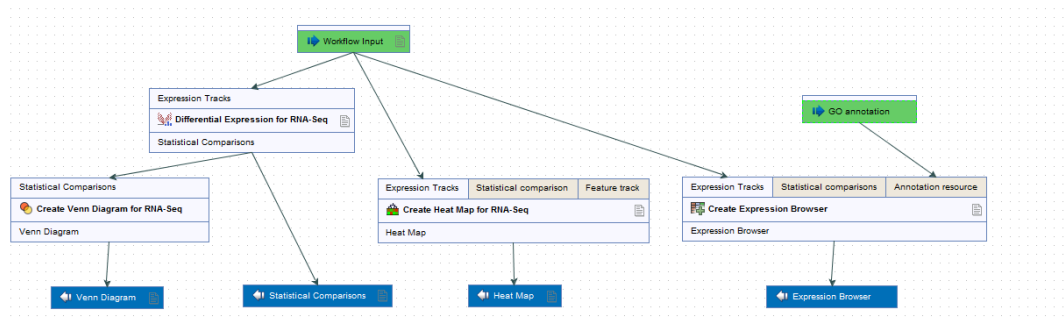 Workflow Input
Expression Tracks
Differential Expression for RNA-Seq
Statistical Comparisons
GO annotation
Statistical Comparisons
Create Venn Diagram for RNA-Seq
Venn Diagram
Expression Tracks Statistical comparison Feature track
Create Heat Map for RNA-Seq
Heat Map
Expression Tracks Statistical comparisons Annotation resource
Create Expression Browser
Expression Browser
Venn Diagram
Statistical Comparisons
Heat Map
Expression Browser